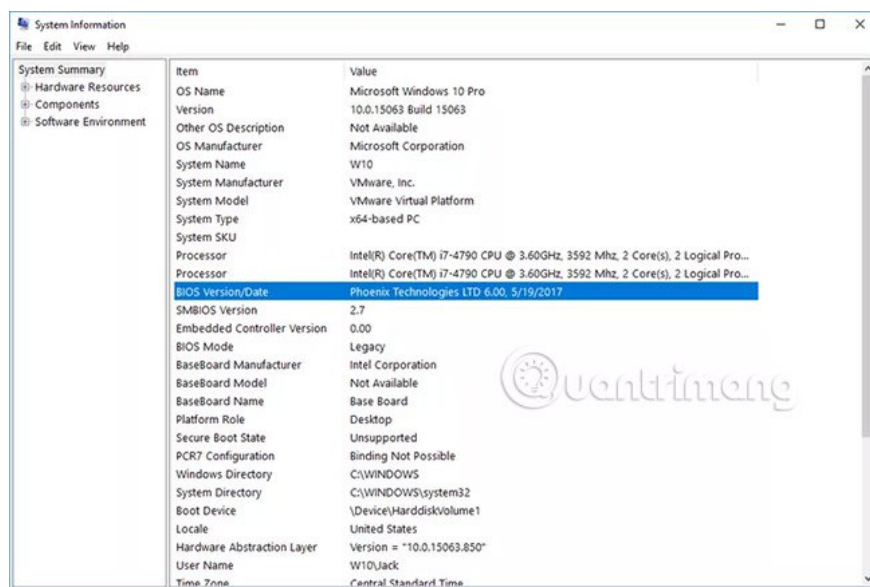 System Information
File Edit View Help
System Summary
Hardware Resources
Components
Software Environment
Item Value
OS Name Microsoft Windows 10 Pro
Version 10.0.15063 Build 15063
Other OS Description Not Available
OS Manufacturer Microsoft Corporation
System Name W10
System Manufacturer VMware, Inc.
System Model VMware Virtual Platform
System Type x64-based PC
System SKU
Processor Intel(R) Core(TM) i7-4790 CPU @ 3.60GHz, 3592 Mhz, 2 Core(s), 2 Logical Pro...
Processor Intel(R) Core(TM) i7-4790 CPU @ 3.60GHz, 3592 Mhz, 2 Core(s), 2 Logical Pro...
BIOS Version/Date Phoenix Technologies LTD 6.00, 5/19/2017
SMBIOS Version 2.7
Embedded Controller Version 0.00
BIOS Mode Legacy
BaseBoard Manufacturer Intel Corporation
BaseBoard Model Not Available
BaseBoard Name Base Board
Platform Role Desktop
Secure Boot State Unsupported
PCR7 Configuration Binding Not Possible
Windows Directory C:\WINDOWS
System Directory C:\WINDOWS\system32
Boot Device \Device\HarddiskVolume1
Locale United States
Hardware Abstraction Layer Version = "10.0.15063.850"
User Name W10\Jack
Time Zone Central Standard Time
Quantrimang